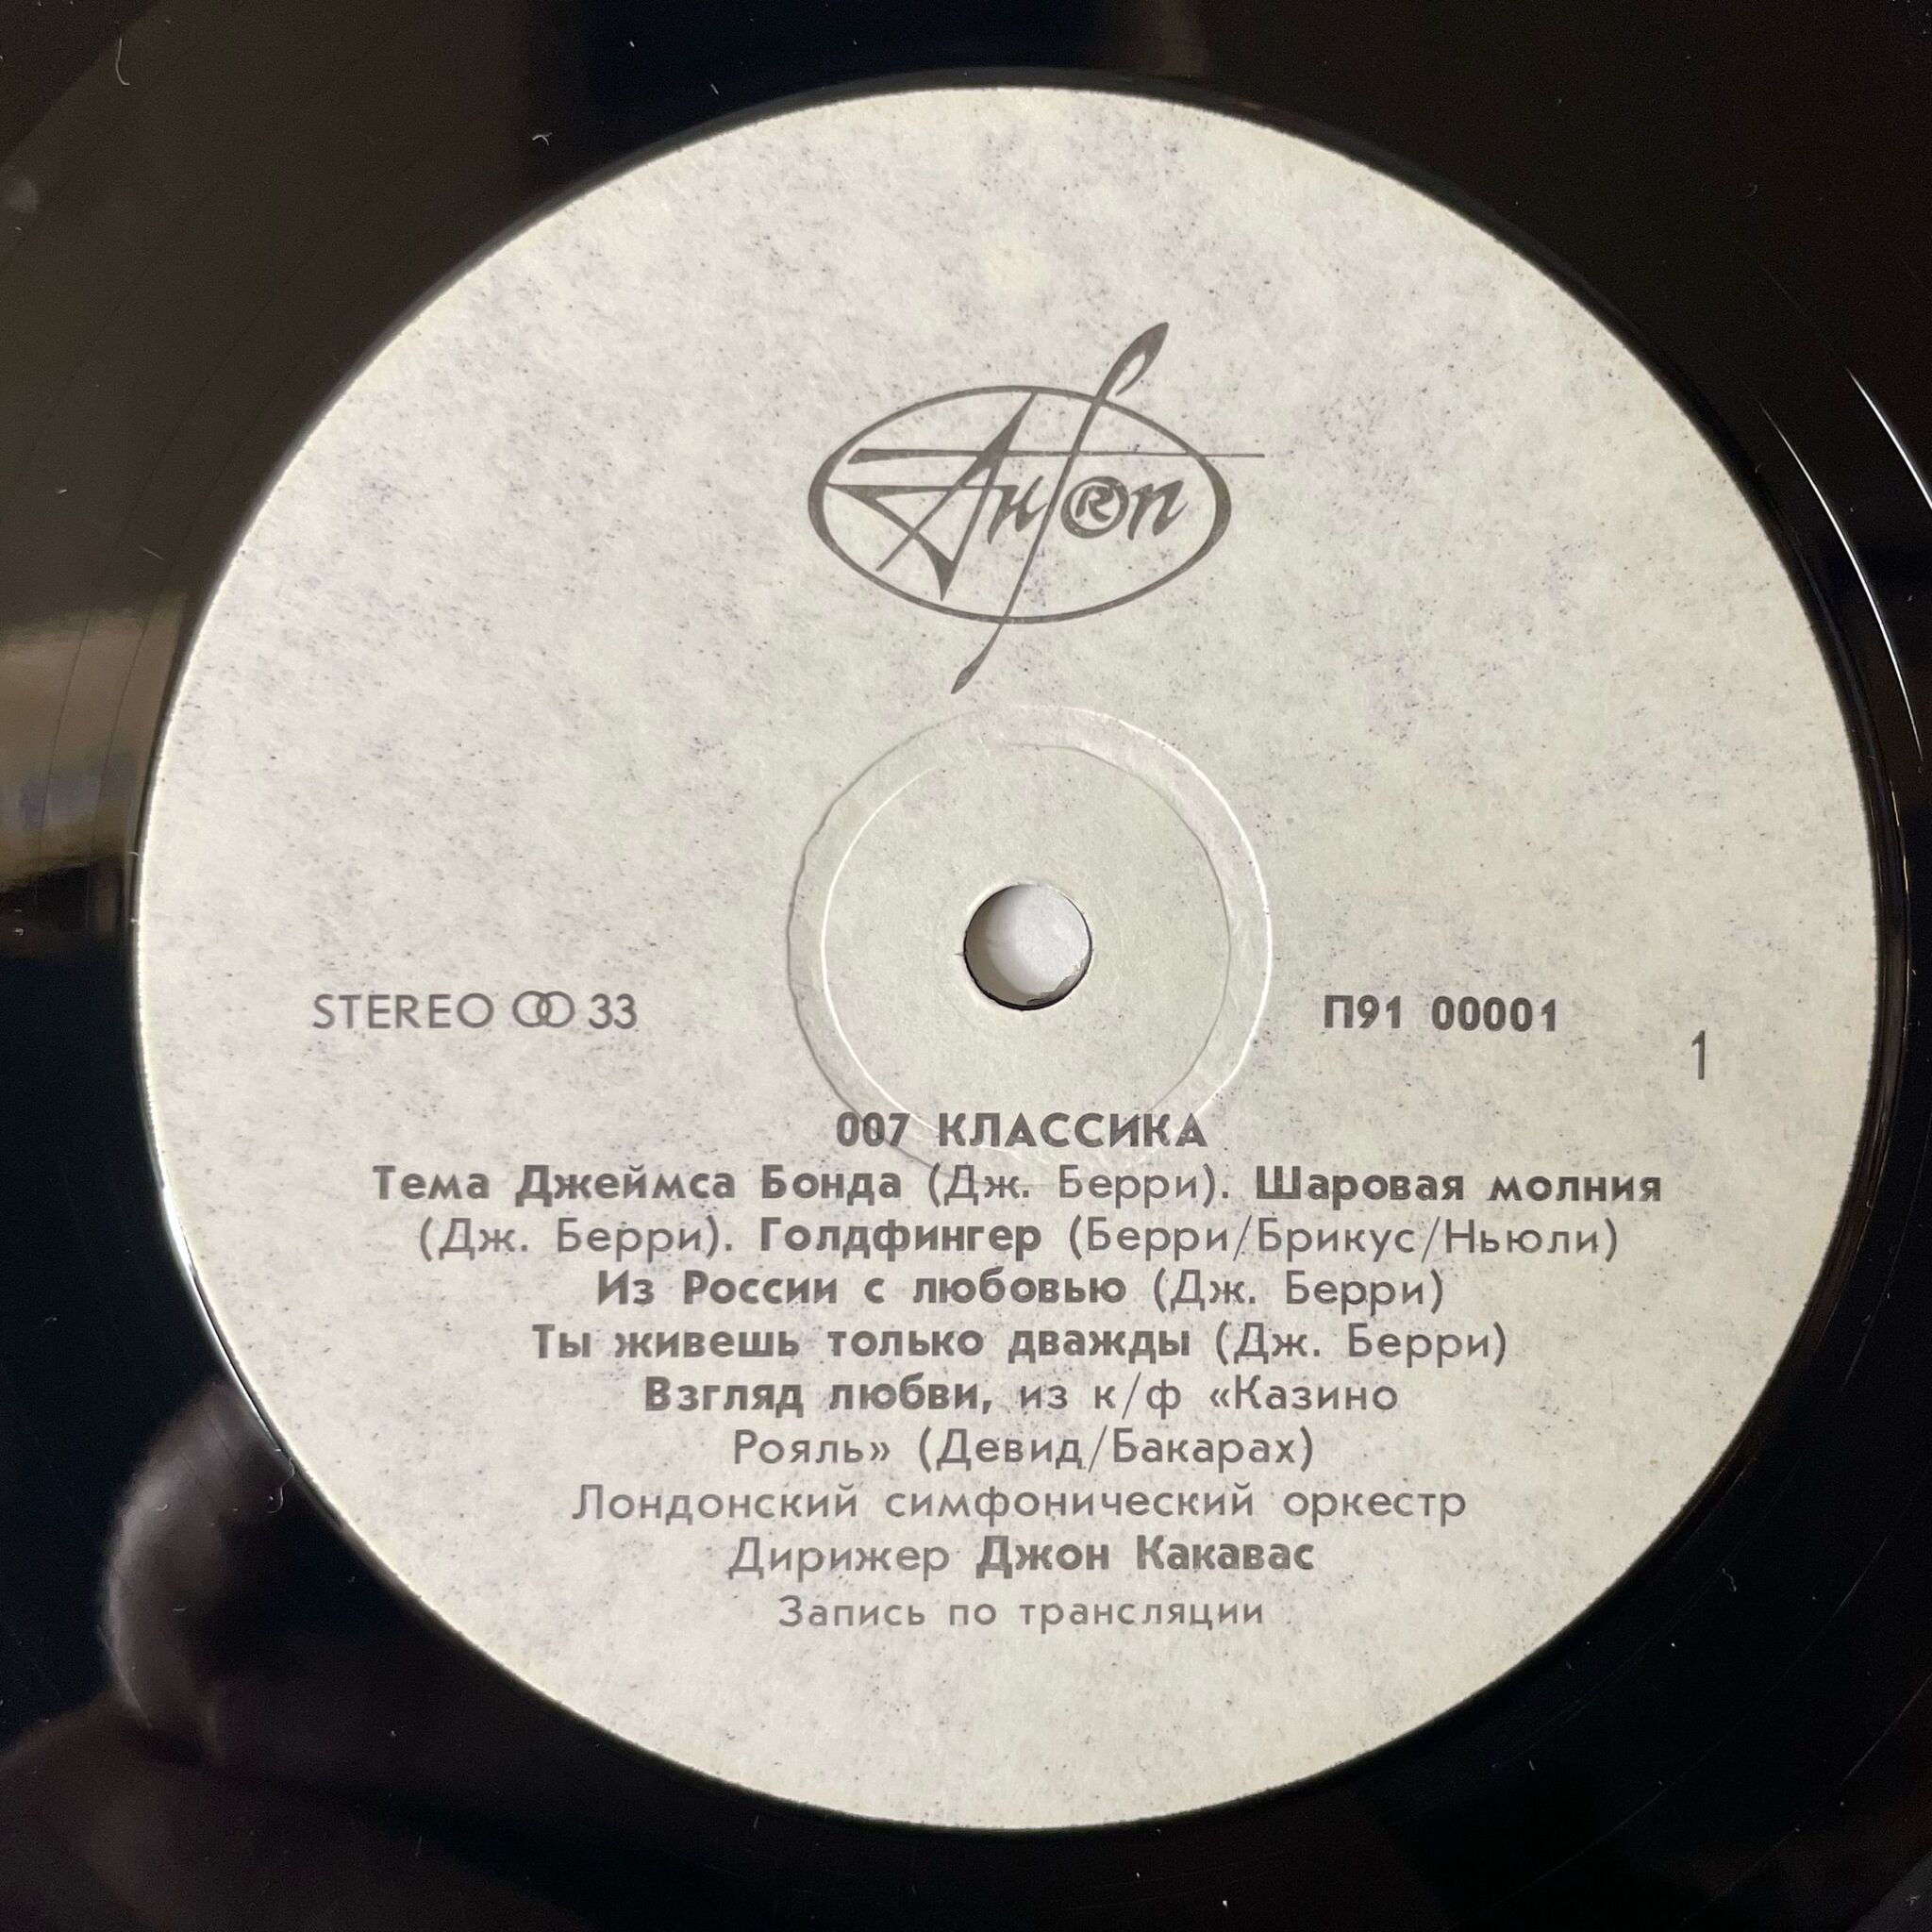 АнТроп
STEREO 33
П91 00001
1
007 КЛАССИКА
Тема Джеймса Бонда (Дж. Берри). Шаровая молния
(Дж. Берри). Голдфингер (Берри/Брикус/Ньюли)
Из России с любовью (Дж. Берри)
Ты живешь только дважды (Дж. Берри)
Взгляд любви, из к/ф «Казино
Рояль» (Девид/Бакарах)
Лондонский симфонический оркестр
Дирижер Джон Какавас
Запись по трансляции